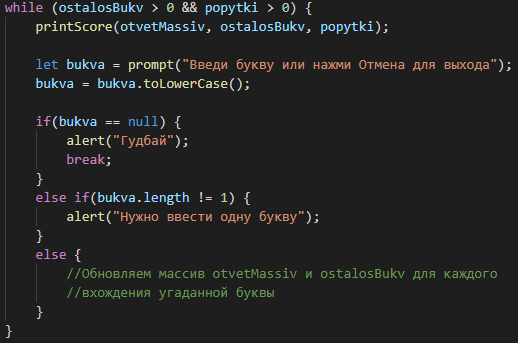 while (ostalosBukv > 0 && popytki > 0) {
    printScore(otvetMassiv, ostalosBukv, popytki);

    let bukva = prompt("Введи букву или нажми Отмена для выхода");
    bukva = bukva.toLowerCase();

    if(bukva == null) {
        alert("Гудбай");
        break;
    }
    else if(bukva.length != 1) {
        alert("Нужно ввести одну букву");
    }
    else {
        //Обновляем массив otvetMassiv и ostalosBukv для каждого
        //вхождения угаданной буквы
    }
}